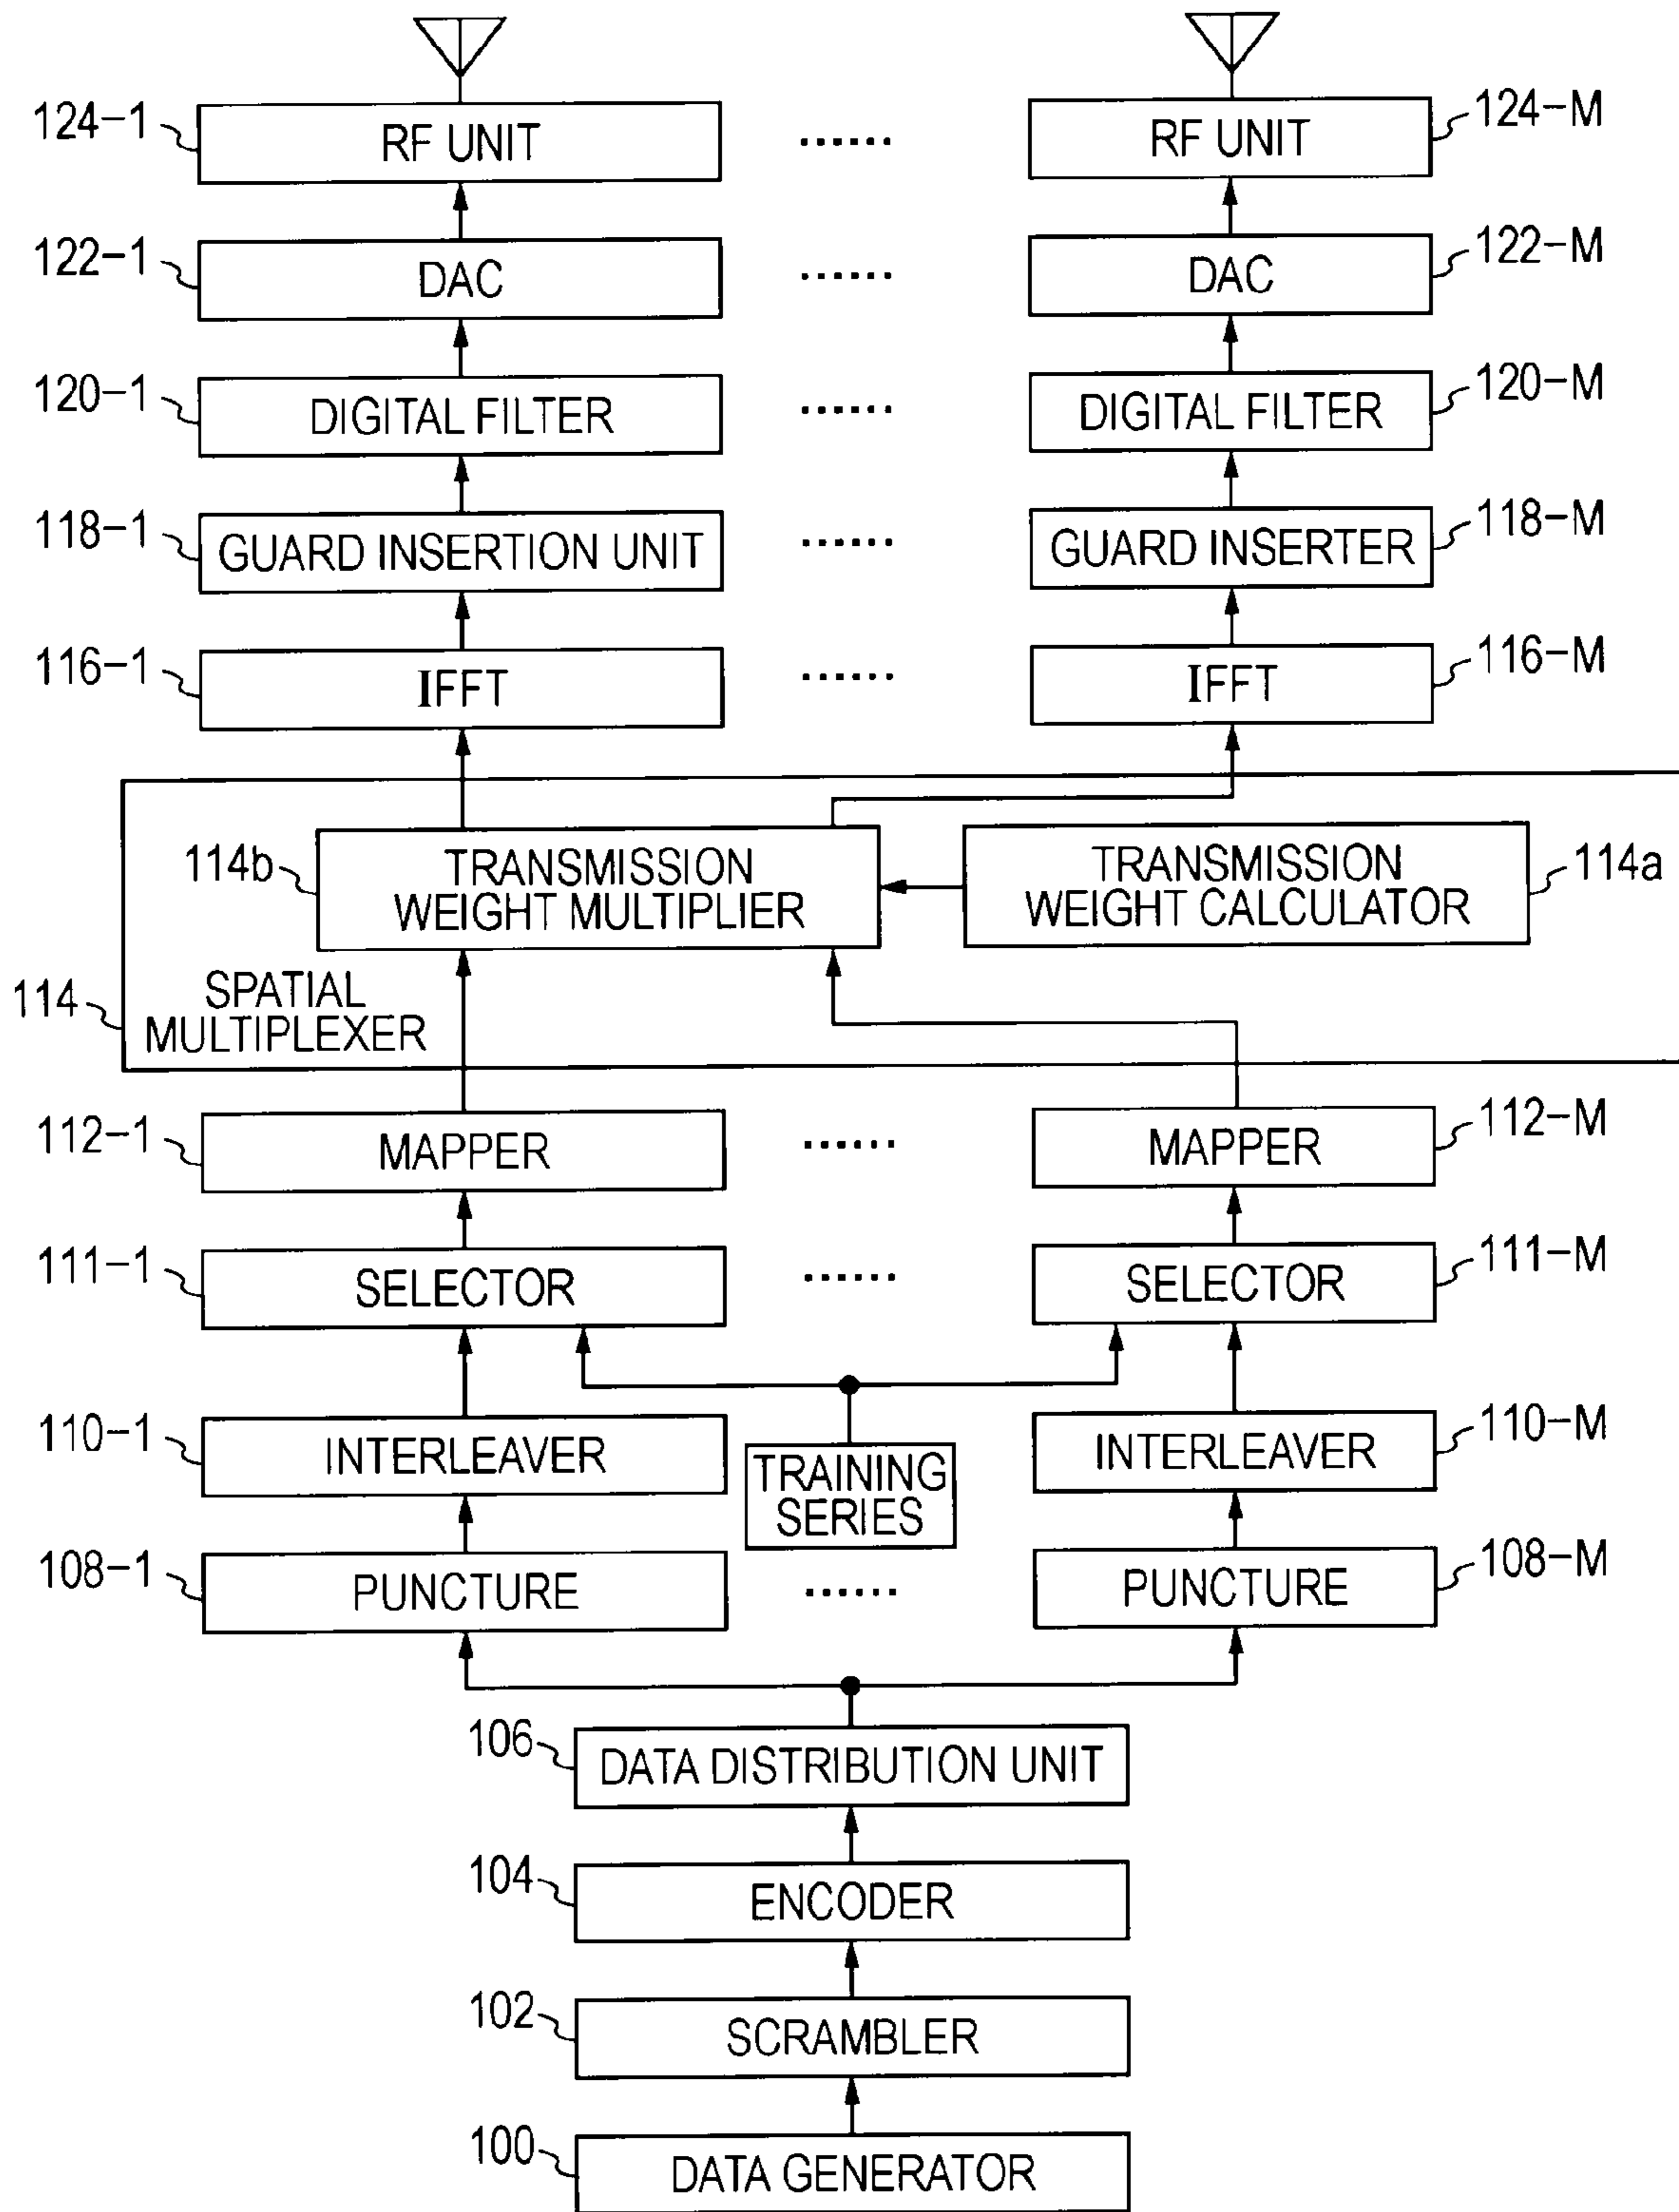 124-1 RF UNIT ...... RF UNIT 124-M
122-1 DAC ...... DAC 122-M
120-1 DIGITAL FILTER ...... DIGITAL FILTER 120-M
118-1 GUARD INSERTION UNIT ...... GUARD INSERTER 118-M
116-1 IFFT ...... IFFT 116-M
114b TRANSMISSION WEIGHT MULTIPLIER
TRANSMISSION WEIGHT CALCULATOR 114a
114 SPATIAL MULTIPLEXER
112-1 MAPPER ...... MAPPER 112-M
111-1 SELECTOR ...... SELECTOR 111-M
110-1 INTERLEAVER
TRAINING SERIES
INTERLEAVER 110-M
108-1 PUNCTURE ...... PUNCTURE 108-M
106 DATA DISTRIBUTION UNIT
104 ENCODER
102 SCRAMBLER
100 DATA GENERATOR